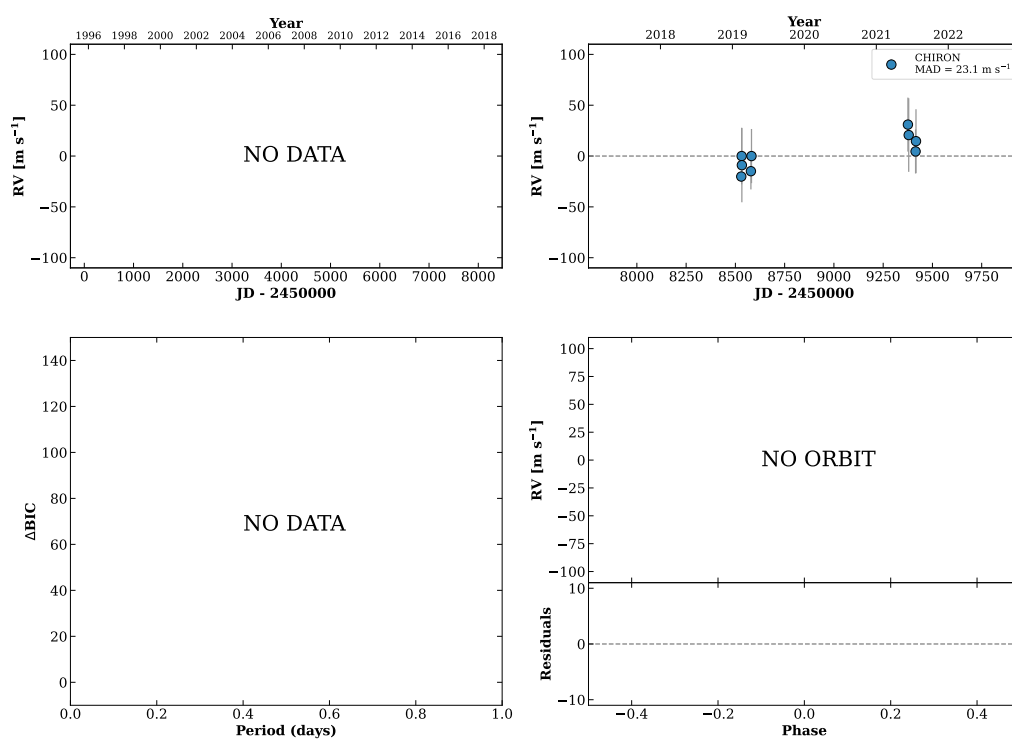 Year
1996 1998 2000 2002 2004 2006 2008 2010 2012 2014 2016 2018
100
50
0
−50
−100
RV [m s⁻¹]
NO DATA
0 1000 2000 3000 4000 5000 6000 7000 8000
JD - 2450000
Year
2018 2019 2020 2021 2022
CHIRON
MAD = 23.1 m s⁻¹
100
50
0
−50
−100
RV [m s⁻¹]
8000 8250 8500 8750 9000 9250 9500 9750
JD - 2450000
140
120
100
80
60
40
20
0
ΔBIC
NO DATA
0.0 0.2 0.4 0.6 0.8 1.0
Period (days)
100
75
50
25
0
−25
−50
−75
−100
RV [m s⁻¹]
NO ORBIT
10
0
−10
Residuals
−0.4 −0.2 0.0 0.2 0.4
Phase